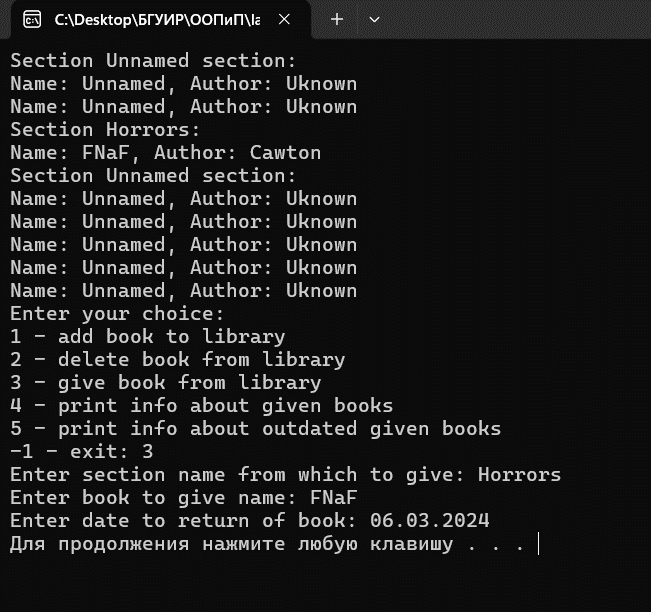 C:\Desktop\БГУИР\ООПиП\la
Section Unnamed section:
Name: Unnamed, Author: Uknown
Name: Unnamed, Author: Uknown
Section Horrors:
Name: FNaF, Author: Cawton
Section Unnamed section:
Name: Unnamed, Author: Uknown
Name: Unnamed, Author: Uknown
Name: Unnamed, Author: Uknown
Name: Unnamed, Author: Uknown
Name: Unnamed, Author: Uknown
Enter your choice:
1 - add book to library
2 - delete book from library
3 - give book from library
4 - print info about given books
5 - print info about outdated given books
-1 - exit: 3
Enter section name from which to give: Horrors
Enter book to give name: FNaF
Enter date to return of book: 06.03.2024
Для продолжения нажмите любую клавишу . . .